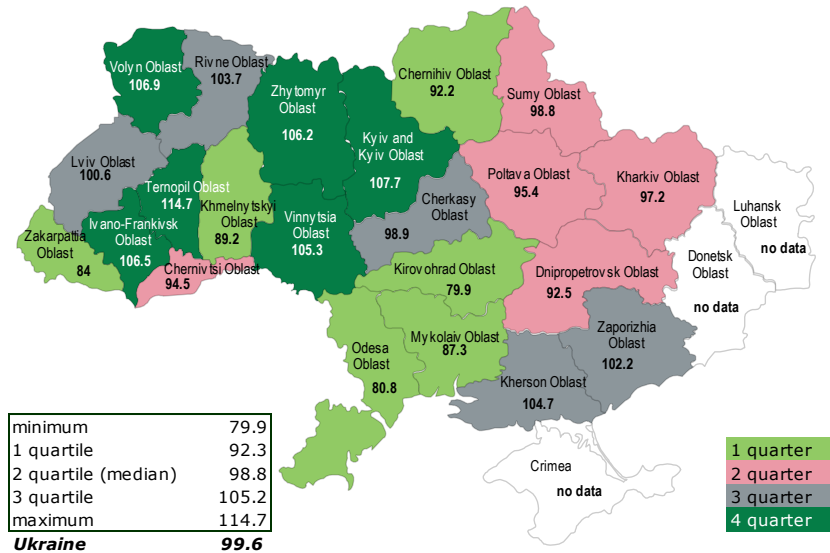 Volyn Oblast
106.9
Rivne Oblast
103.7
Zhytomyr
Oblast
106.2
Kyiv and
Kyiv Oblast
107.7
Chernihiv Oblast
92.2
Sumy Oblast
98.8
Lviv Oblast
100.6
Ternopil Oblast
114.7
Khmelnytskyi
Oblast
89.2
Vinnytsia
Oblast
105.3
Cherkasy
Oblast
98.9
Poltava Oblast
95.4
Kharkiv Oblast
97.2
Luhansk
Oblast
no data
Donetsk
Oblast
no data
Zakarpattia
Oblast
84
Ivano-Frankivsk
Oblast
106.5
Chernivtsi Oblast
94.5
Kirovohrad Oblast
79.9
Dnipropetrovsk Oblast
92.5
Zaporizhia
Oblast
102.2
Odesa
Oblast
80.8
Mykolaiv Oblast
87.3
Kherson Oblast
104.7
Crimea
no data
minimum 79.9
1 quartile 92.3
2 quartile (median) 98.8
3 quartile 105.2
maximum 114.7
Ukraine 99.6
1 quarter
2 quarter
3 quarter
4 quarter